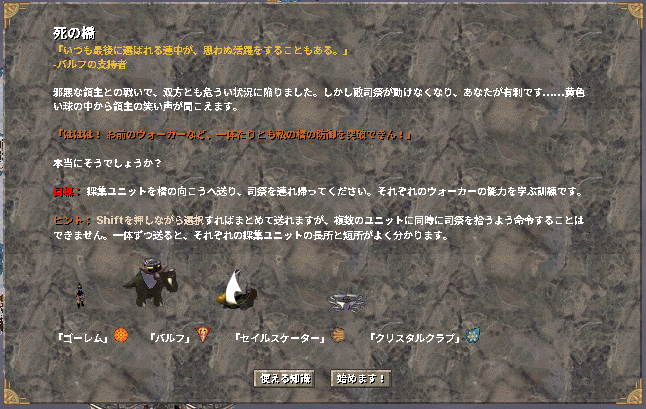 死の橋
『いつも最後に選ばれる連中が、思わぬ活躍をすることもある。』
-バルフの支持者
邪悪な領主との戦いで、双方とも危うい状況に陥りました。しかし敵司祭が動けなくなり、あなたが有利です……黄色
い球の中から領主の笑い声が聞こえます。
『ははは！ お前のウォーカーなど、一体たりとも私の橋の防御を突破できん！』
本当にそうでしょうか？
目標： 採集ユニットを橋の向こうへ送り、司祭を連れ帰ってください。それぞれのウォーカーの能力を学ぶ訓練です。
ヒント： Shiftを押しながら選択すればまとめて送れますが、複数のユニットに同時に司祭を拾うよう命令することは
できません。一体ずつ送ると、それぞれの採集ユニットの長所と短所がよく分かります。
『ゴーレム』 『バルフ』 『セイルスケーター』 『クリスタルクラブ』
使える知識 始めます！